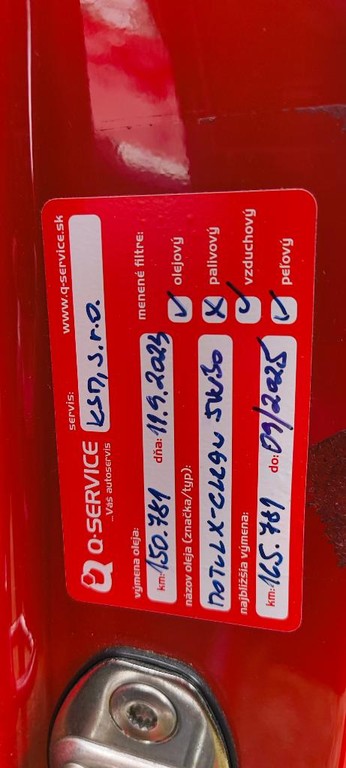 Q-SERVICE
...Váš autoservis
servis:
www.q-service.sk
KSD, s.r.o.
výmena oleja:
km: 150.781 dňa: 11.9.2023
názov oleja (značka/typ):
MOTUL X-CLEAN 5W30
najbližšia výmena:
km: 165.781 do: 09/2025
menené filtre:
olejový
palivový
vzduchový
peľový